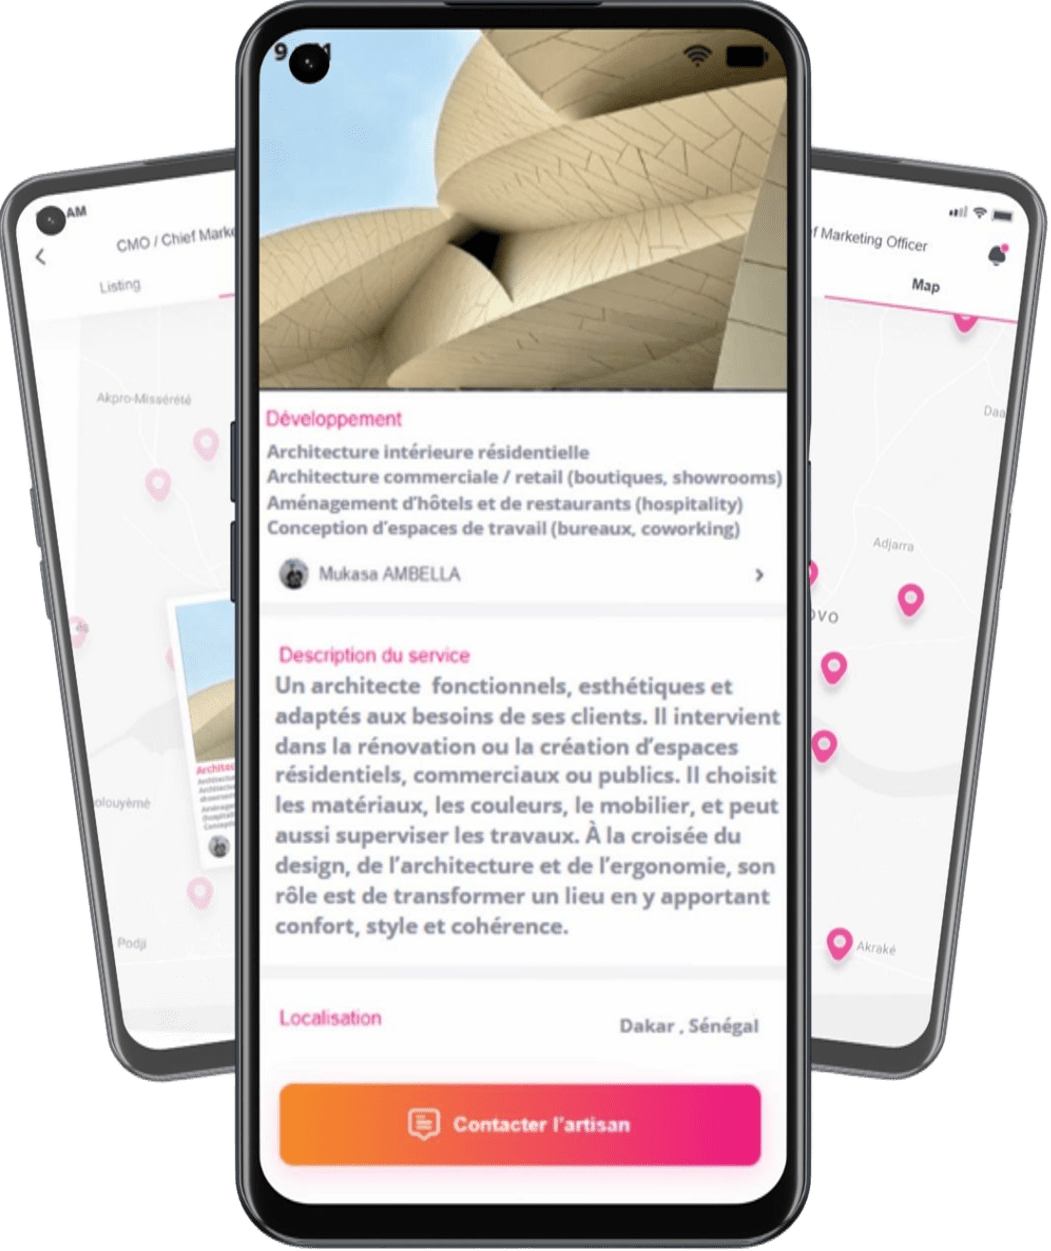 AM
CMO / Chief Marke
Listing
Akpro-Missérété
Podji
9
Développement
Architecture intérieure résidentielle
Architecture commerciale / retail (boutiques, showrooms)
Aménagement d'hôtels et de restaurants (hospitality)
Conception d'espaces de travail (bureaux, coworking)
Mukasa AMBELLA
Description du service
Un architecte fonctionnels, esthétiques et
adaptés aux besoins de ses clients. Il intervient
dans la rénovation ou la création d'espaces
résidentiels, commerciaux ou publics. Il choisit
les matériaux, les couleurs, le mobilier, et peut
aussi superviser les travaux. À la croisée du
design, de l'architecture et de l'ergonomie, son
rôle est de transformer un lieu en y apportant
confort, style et cohérence.
Localisation
Dakar , Sénégal
Contacter l'artisan
f Marketing Officer
Map
Daa
Adjarra
OVO
Akraké